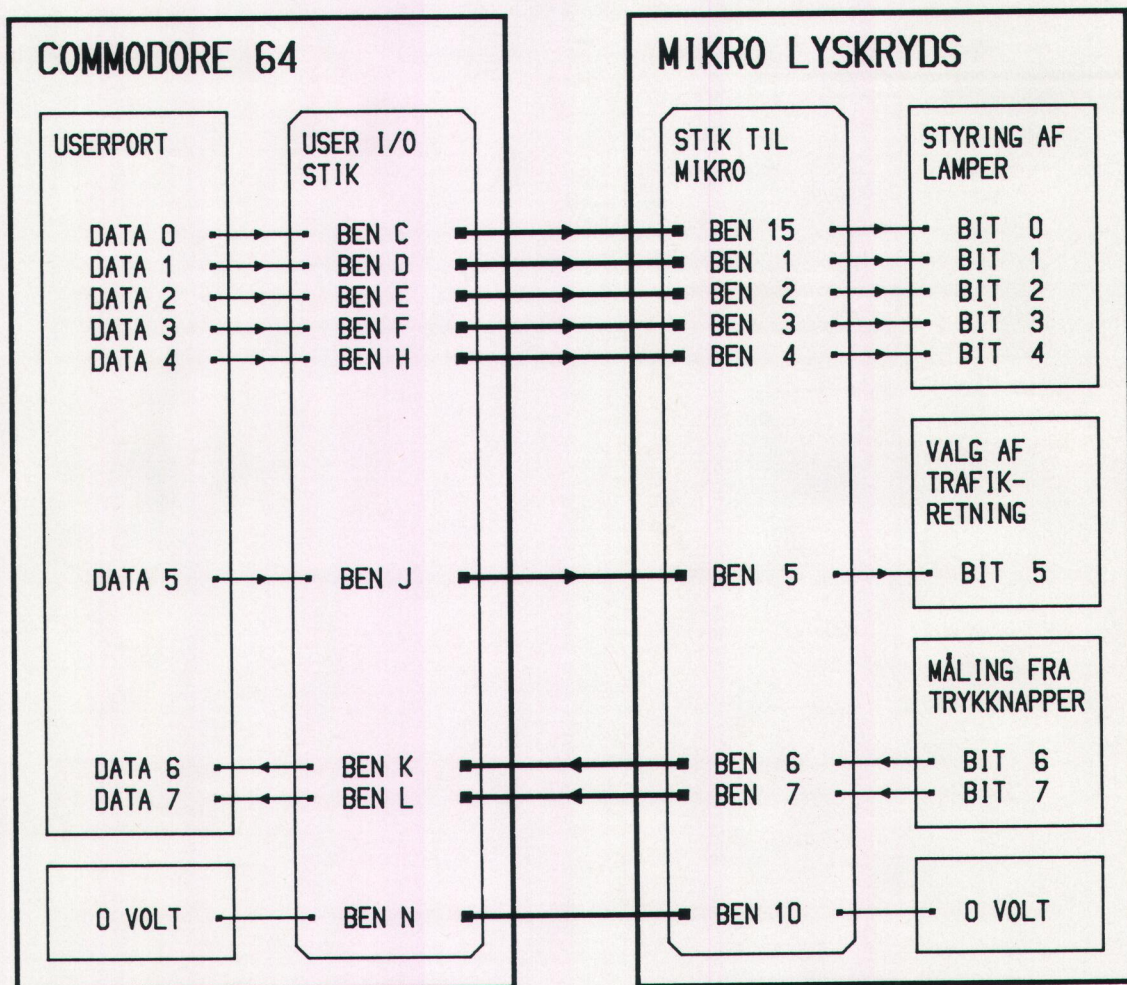 COMMODORE 64
USERPORT
USER I/O
STIK
DATA 0
BEN C
DATA 1
BEN D
DATA 2
BEN E
DATA 3
BEN F
DATA 4
BEN H
DATA 5
BEN J
DATA 6
BEN K
DATA 7
BEN L
0 VOLT
BEN N
MIKRO LYSKRYDS
STIK TIL
MIKRO
STYRING AF
LAMPER
BEN 15
BIT 0
BEN 1
BIT 1
BEN 2
BIT 2
BEN 3
BIT 3
BEN 4
BIT 4
VALG AF
TRAFIK-
RETNING
BEN 5
BIT 5
MÅLING FRA
TRYKKNAPPER
BEN 6
BIT 6
BEN 7
BIT 7
BEN 10
0 VOLT